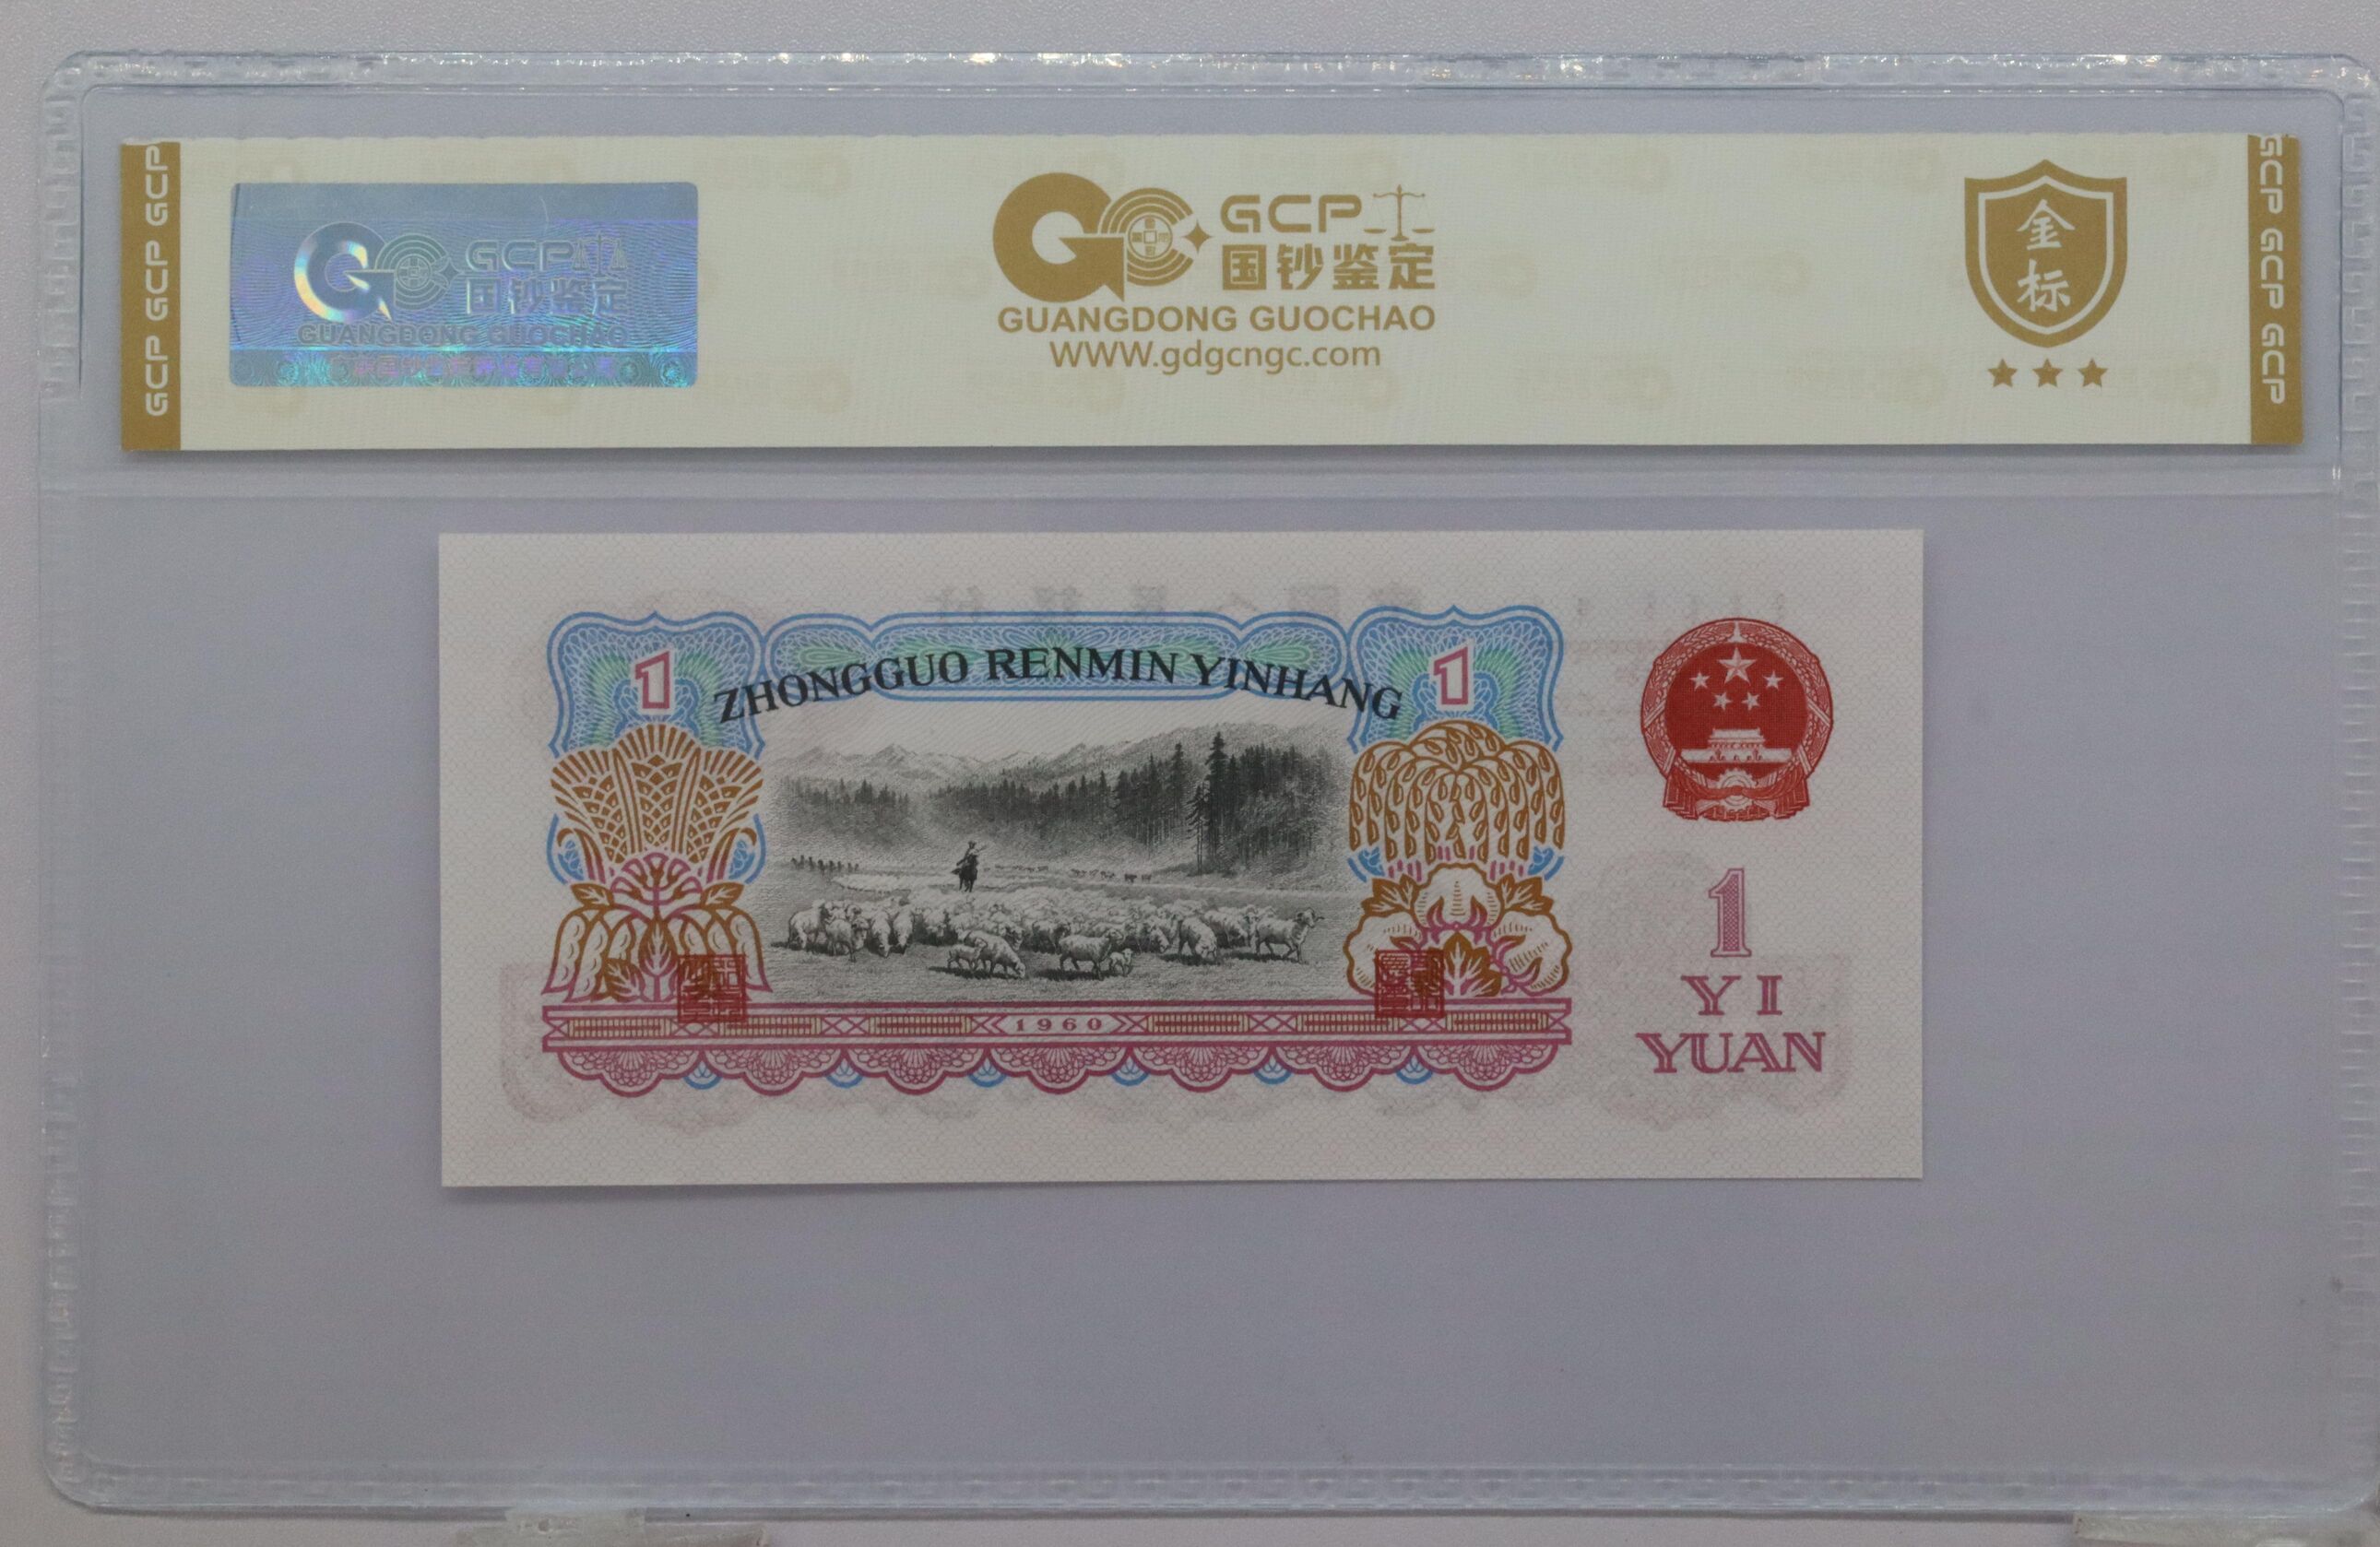 GCP GCP GCP
GCP
国钞鉴定
GUANGDONG GUOCHAO
GCP
国钞鉴定
GUANGDONG GUOCHAO
WWW.gdgcngc.com
金
标
GCP GCP GCP
1
ZHONGGUO RENMIN YINHANG
1
1960
1
YI
YUAN